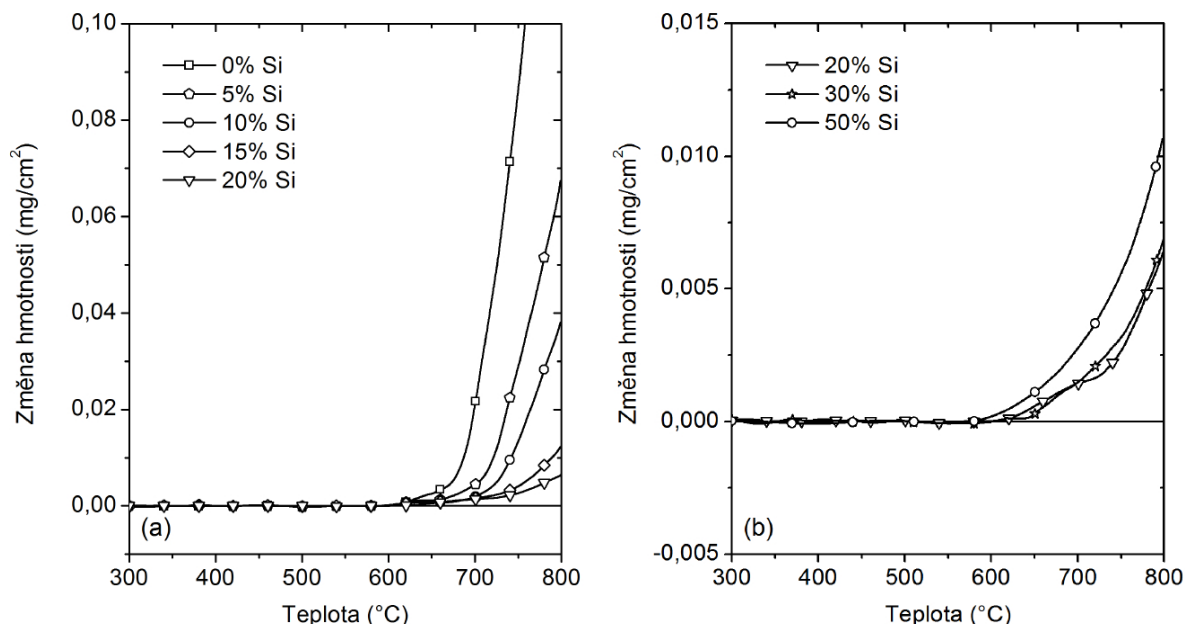 0,10
0,08
0,06
0,04
0,02
0,00
Změna hmotnosti (mg/cm²)
0% Si
5% Si
10% Si
15% Si
20% Si
(a)
300 400 500 600 700 800
Teplota (°C)
0,015
0,010
0,005
0,000
-0,005
Změna hmotnosti (mg/cm²)
20% Si
30% Si
50% Si
(b)
300 400 500 600 700 800
Teplota (°C)